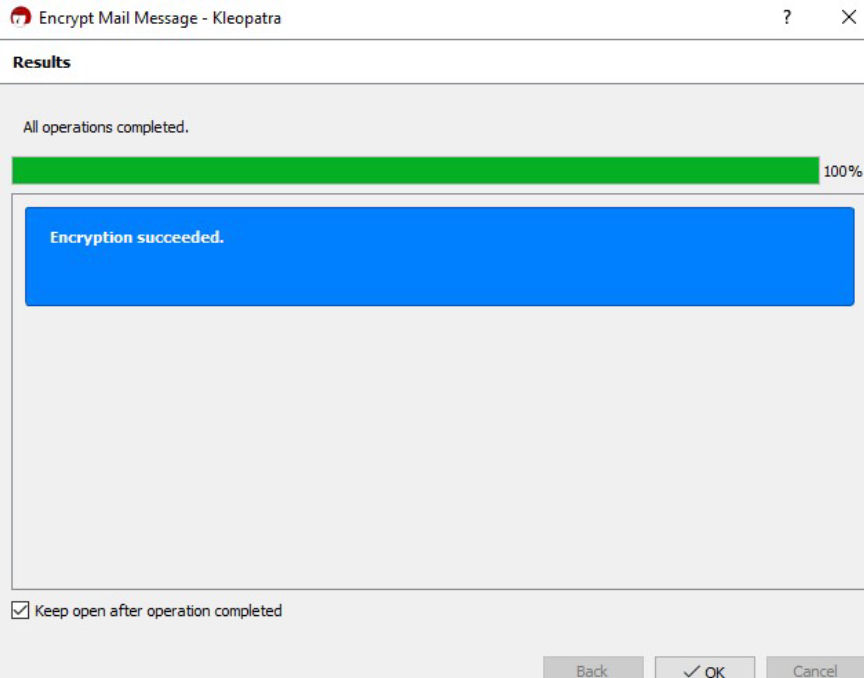 Encrypt Mail Message - Kleopatra
?
Results
All operations completed.
100%
Encryption succeeded.
Keep open after operation completed
Back
OK
Cancel